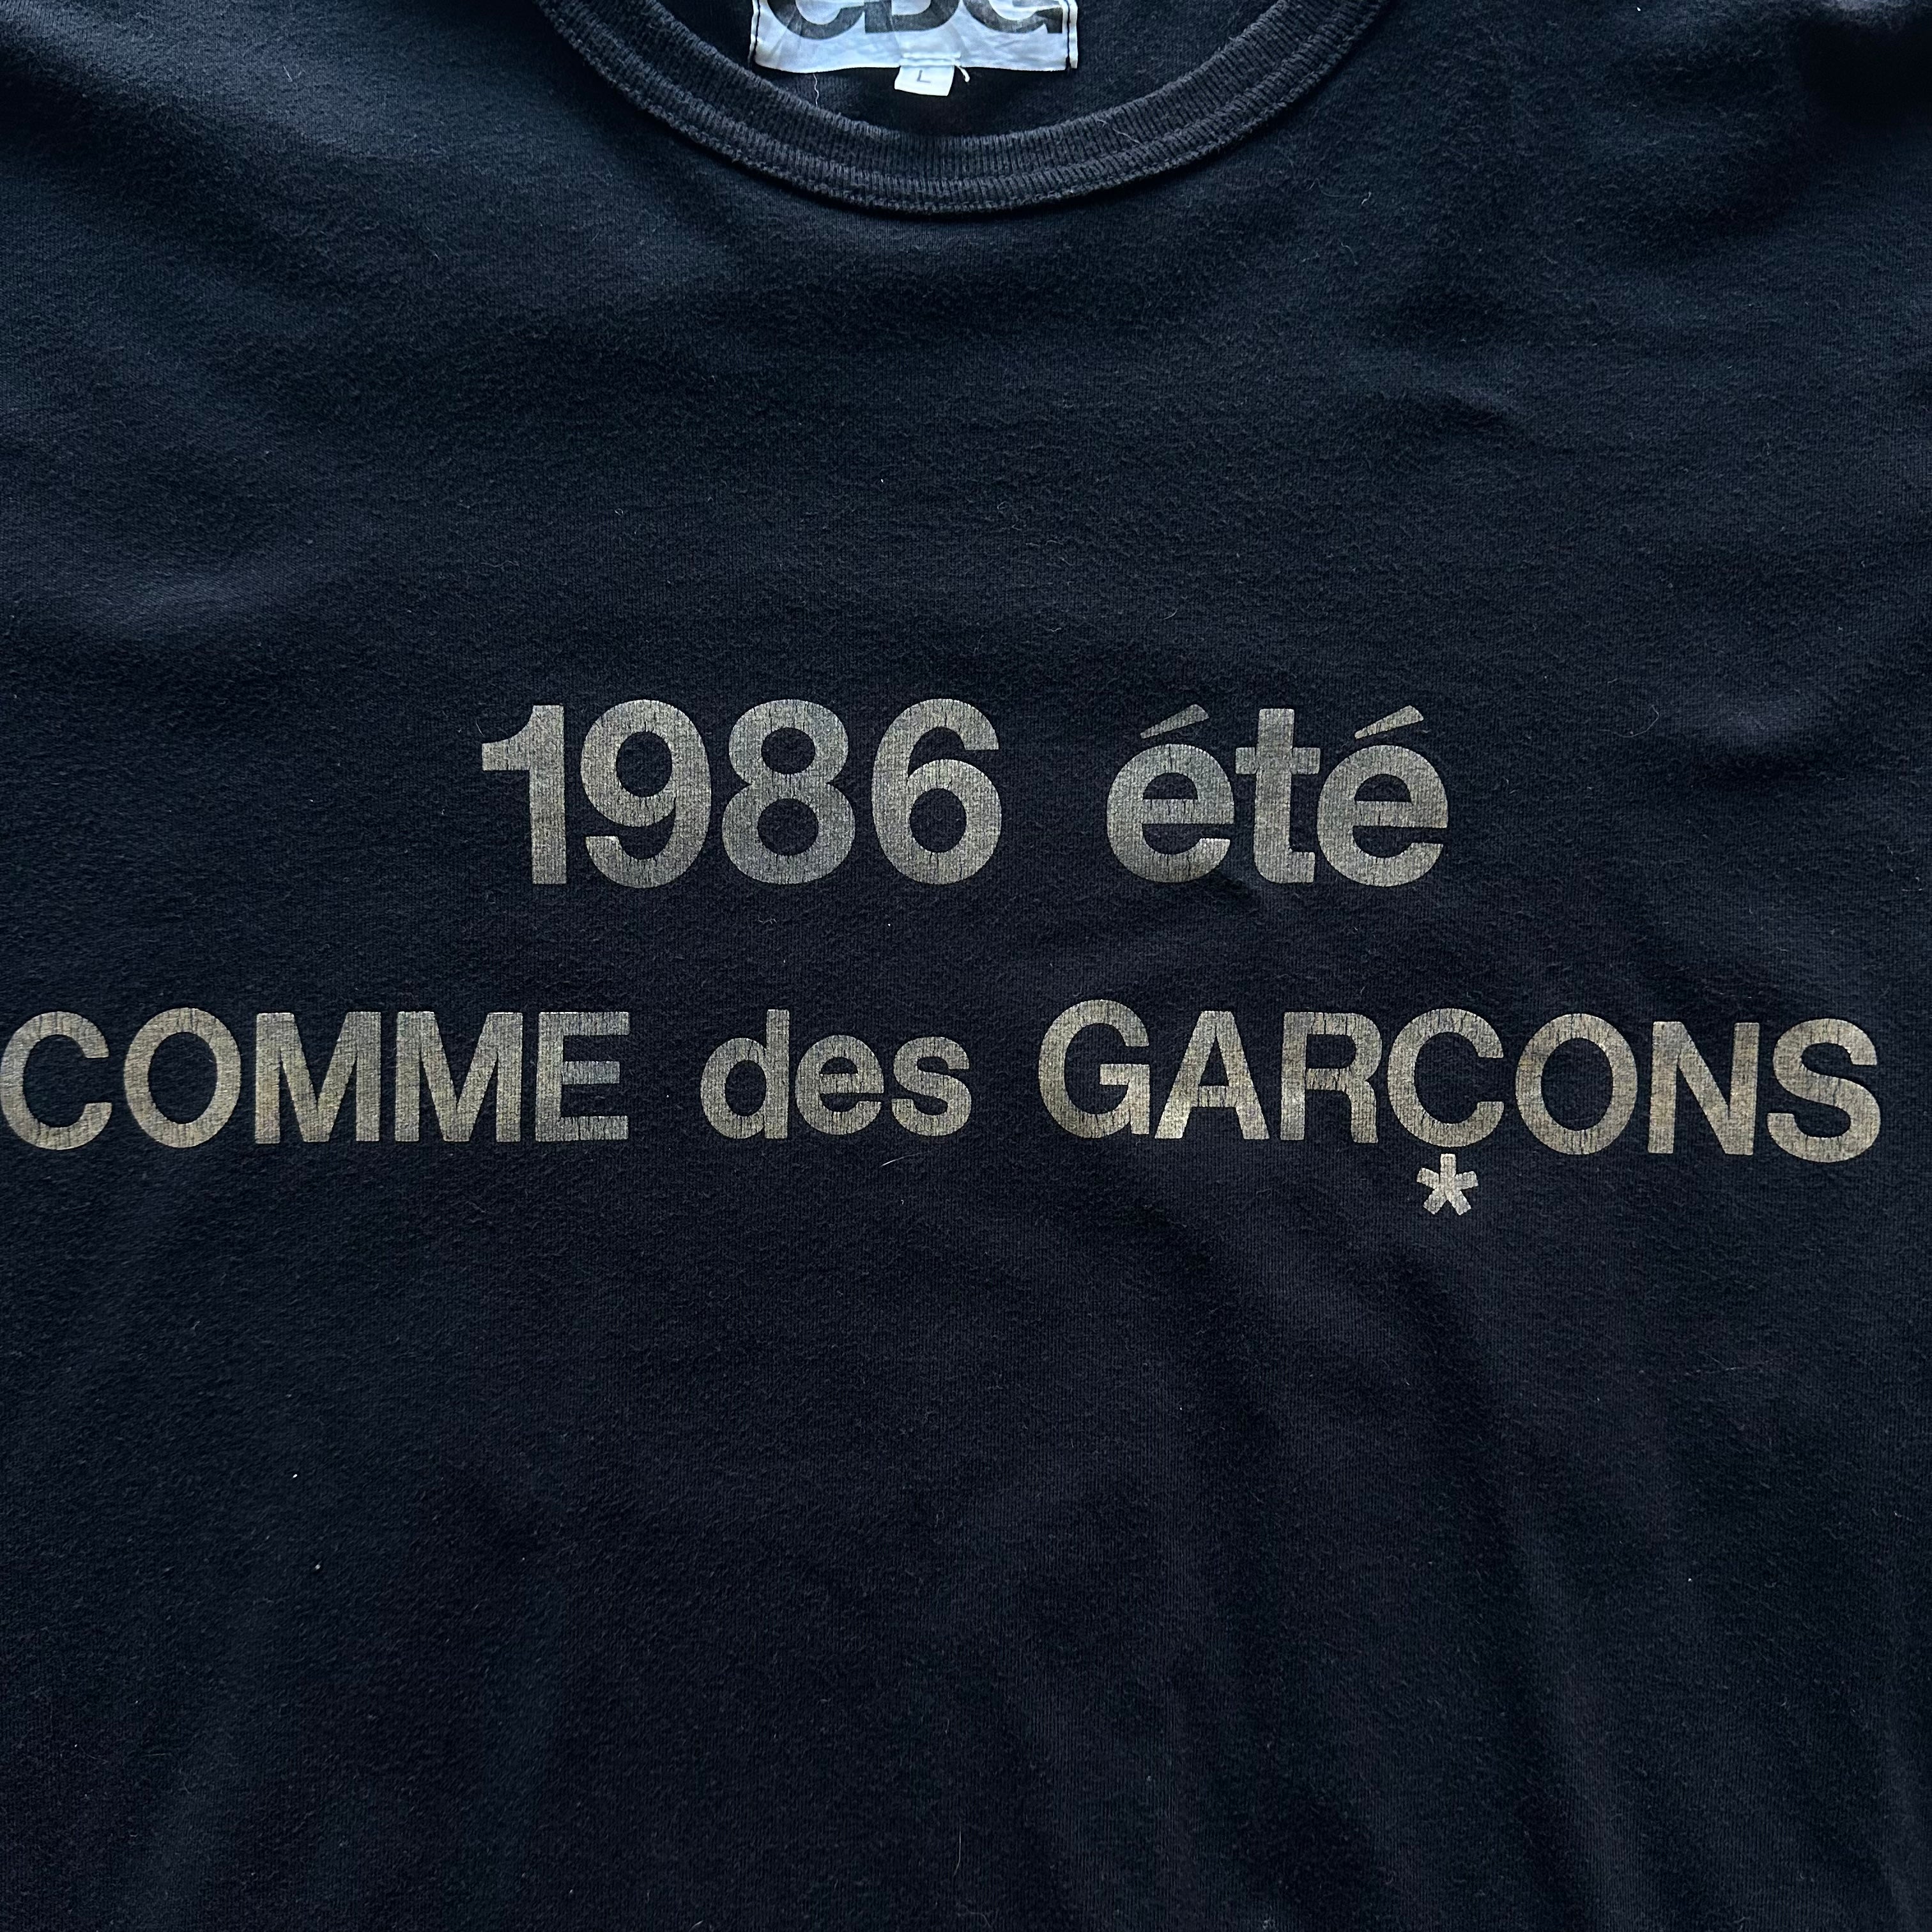 CDG
L
1986 été
COMME des GARÇONS
*